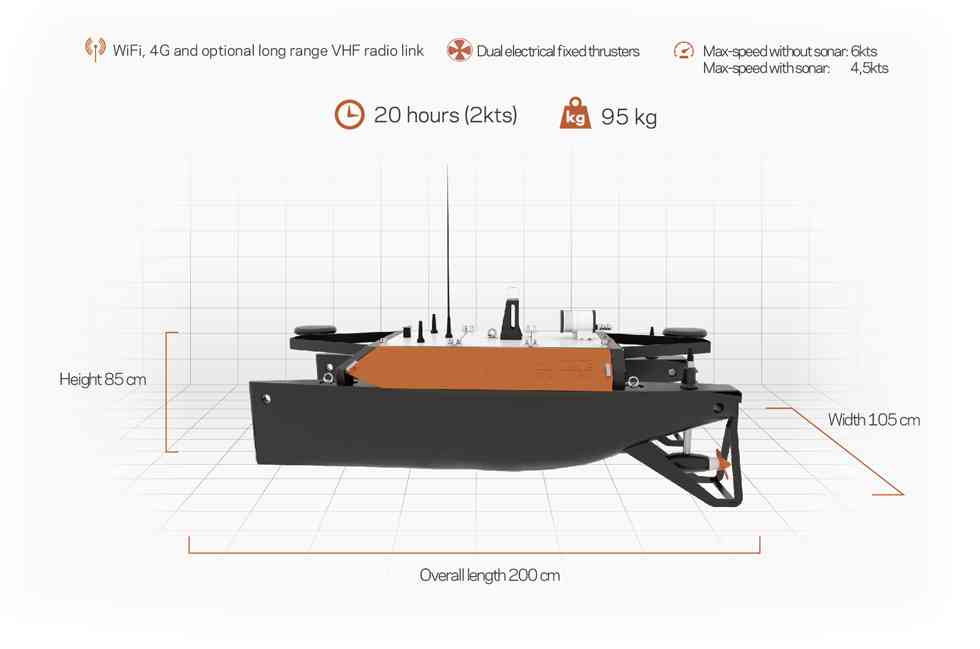 WiFi, 4G and optional long range VHF radio link
Dual electrical fixed thrusters
Max-speed without sonar: 6kts
Max-speed with sonar: 4,5kts
20 hours (2kts)
kg 95 kg
Height 85 cm
Width 105 cm
Overall length 200 cm